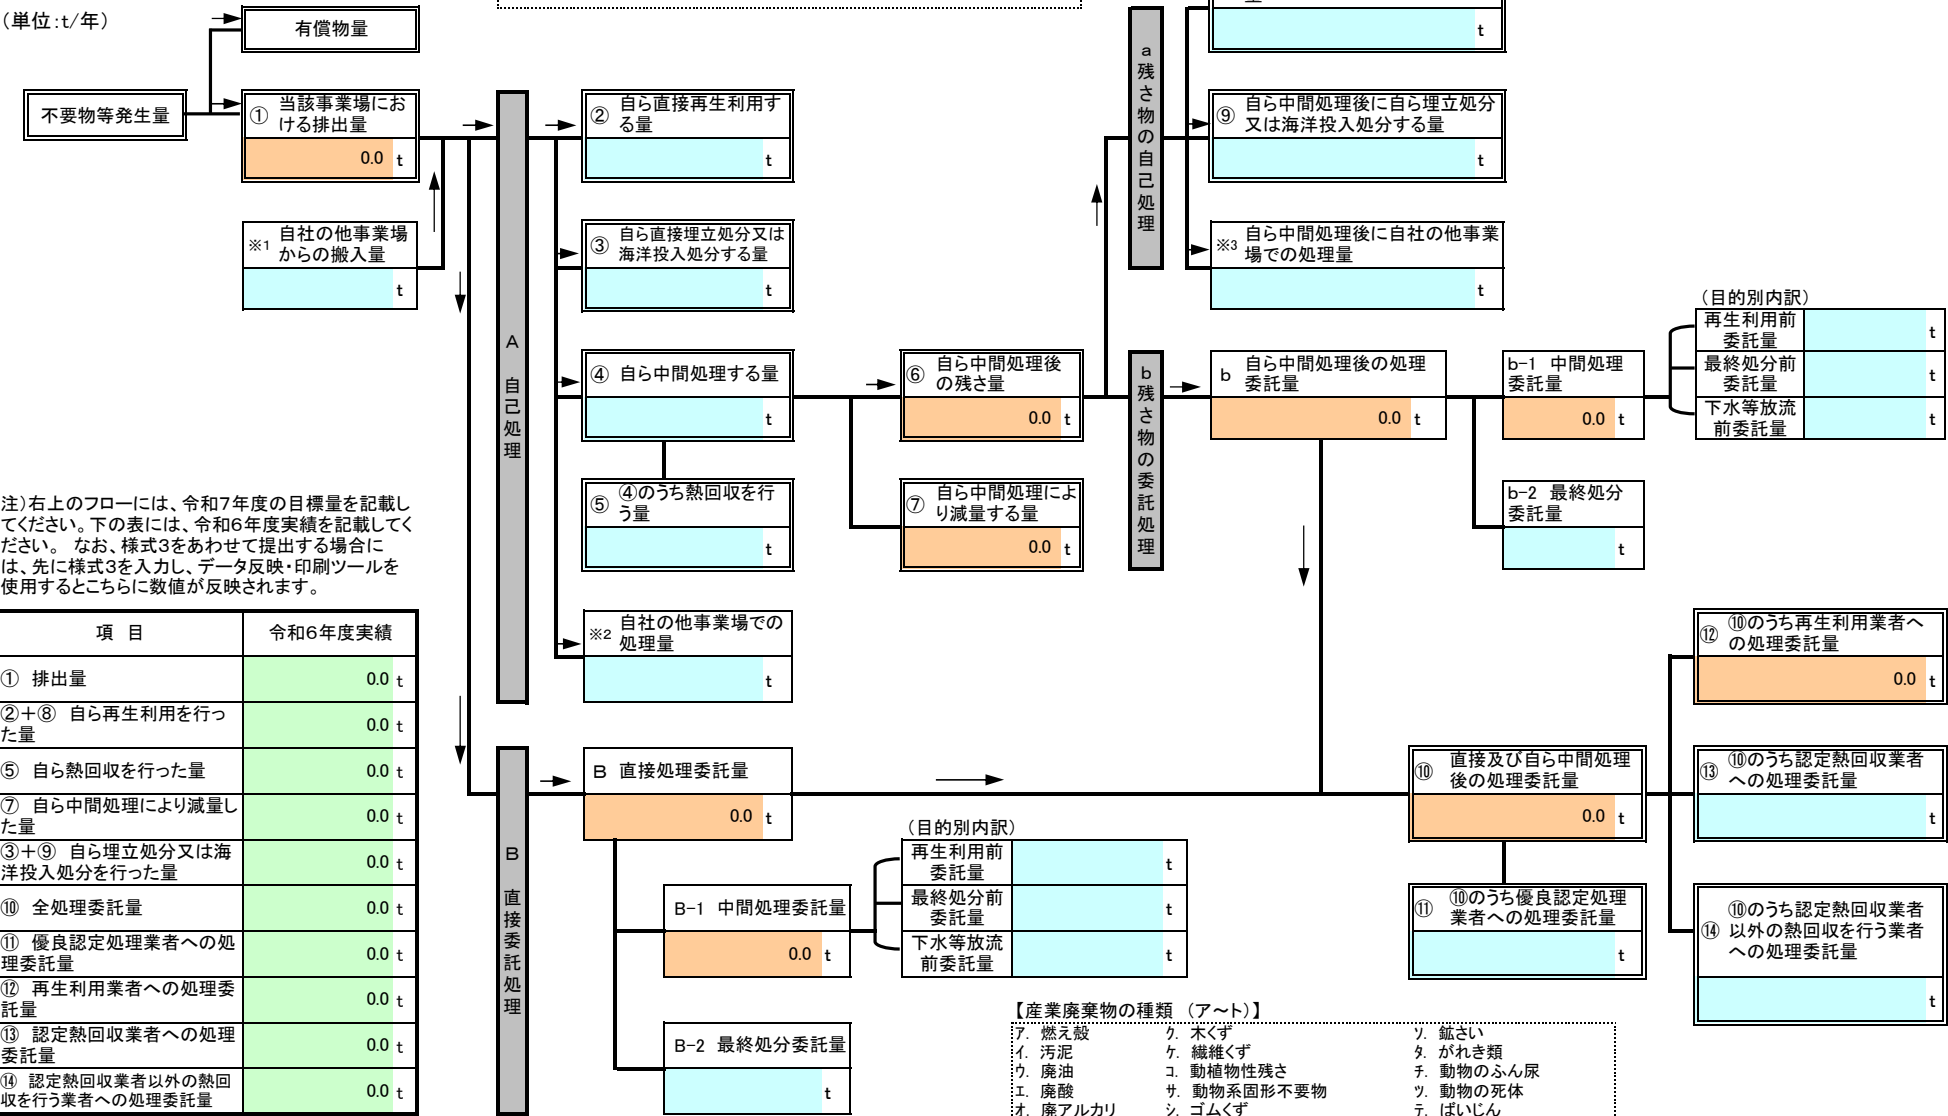 （単位:t/年）
有償物量
不要物等発生量
① 当該事業場にお
ける排出量
0.0 t
※1 自社の他事業場
からの搬入量
t
A 自己処理
② 自ら直接再生利用す
る量
t
③ 自ら直接埋立処分又は
海洋投入処分する量
t
④ 自ら中間処理する量
t
⑤ ④のうち熱回収を行
う量
t
※2 自社の他事業場での
処理量
t
⑥ 自ら中間処理後
の残さ量
0.0 t
⑦ 自ら中間処理によ
り減量する量
0.0 t
a残さ物の自己処理
t
⑨ 自ら中間処理後に自ら埋立処分
又は海洋投入処分する量
t
※3 自ら中間処理後に自社の他事業
場での処理量
t
b残さ物の委託処理
b 自ら中間処理後の処理
委託量
0.0 t
b-1 中間処理
委託量
0.0 t
（目的別内訳）
再生利用前
委託量
t
最終処分前
委託量
t
下水等放流
前委託量
t
b-2 最終処分
委託量
t
注）右上のフローには、令和7年度の目標量を記載し
てください。下の表には、令和6年度実績を記載してく
ださい。 なお、様式3をあわせて提出する場合に
は、先に様式3を入力し、データ反映・印刷ツールを
使用するとこちらに数値が反映されます。
項 目 令和6年度実績
① 排出量 0.0 t
②+⑧ 自ら再生利用を行っ
た量 0.0 t
⑤ 自ら熱回収を行った量 0.0 t
⑦ 自ら中間処理により減量し
た量 0.0 t
③+⑨ 自ら埋立処分又は海
洋投入処分を行った量 0.0 t
⑩ 全処理委託量 0.0 t
⑪ 優良認定処理業者への処
理委託量 0.0 t
⑫ 再生利用業者への処理委
託量 0.0 t
⑬ 認定熱回収業者への処理
委託量 0.0 t
⑭ 認定熱回収業者以外の熱回
収を行う業者への処理委託量 0.0 t
B 直接委託処理
B 直接処理委託量
0.0 t
B-1 中間処理委託量
0.0 t
（目的別内訳）
再生利用前
委託量
t
最終処分前
委託量
t
下水等放流
前委託量
t
B-2 最終処分委託量
t
⑩ 直接及び自ら中間処理
後の処理委託量
0.0 t
⑪ ⑩のうち優良認定処理
業者への処理委託量
t
⑫ ⑩のうち再生利用業者へ
の処理委託量
0.0 t
⑬ ⑩のうち認定熱回収業者
への処理委託量
t
⑭ ⑩のうち認定熱回収業者
以外の熱回収を行う業者
への処理委託量
t
【産業廃棄物の種類 （ア～ト）】
ｱ. 燃え殻 ｸ. 木くず ｿ. 鉱さい
ｲ. 汚泥 ｹ. 繊維くず ﾀ. がれき類
ｳ. 廃油 ｺ. 動植物性残さ ﾁ. 動物のふん尿
ｴ. 廃酸 ｻ. 動物系固形不要物 ﾂ. 動物の死体
ｵ. 廃アルカリ ｼ. ゴムくず ﾃ. ばいじん